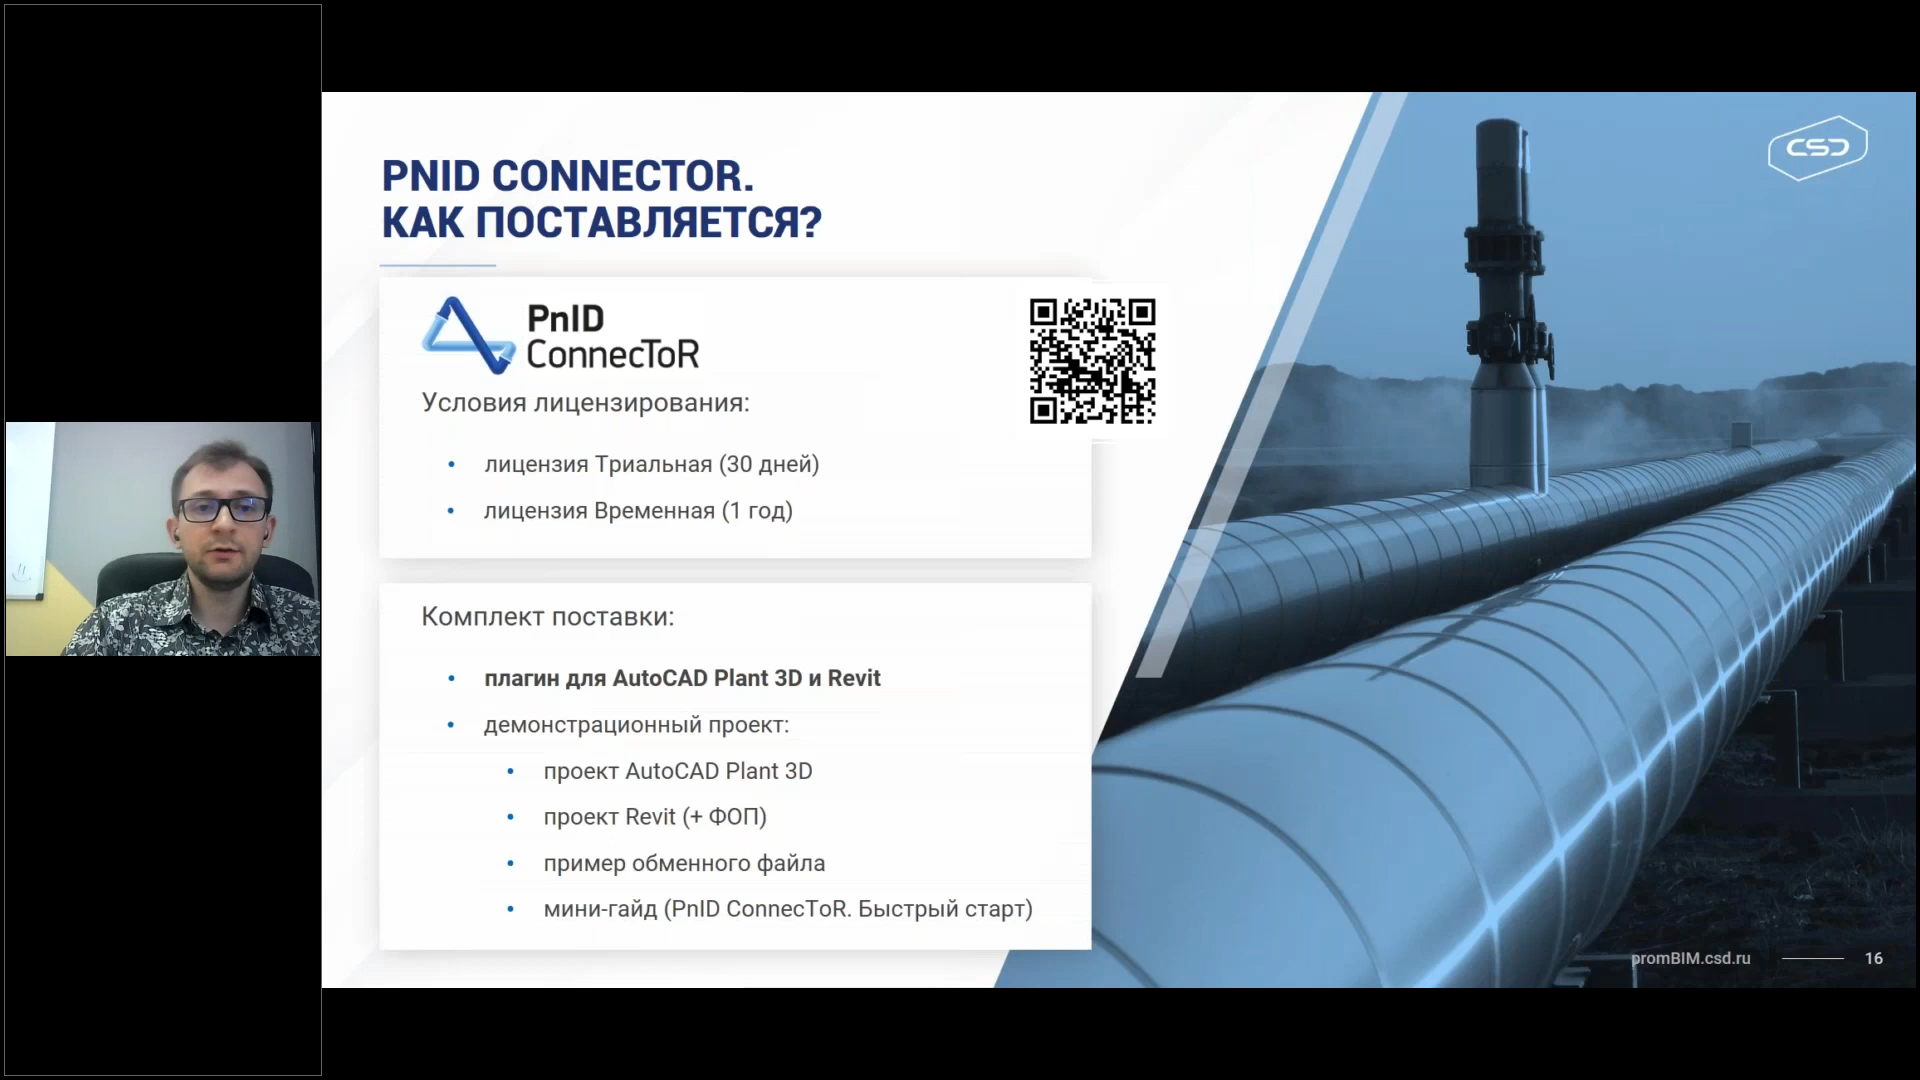 PNID CONNECTOR.
КАК ПОСТАВЛЯЕТСЯ?
CSD
PnID
ConnecToR
Условия лицензирования:
• лицензия Триальная (30 дней)
• лицензия Временная (1 год)
Комплект поставки:
• плагин для AutoCAD Plant 3D и Revit
• демонстрационный проект:
• проект AutoCAD Plant 3D
• проект Revit (+ ФОП)
• пример обменного файла
• мини-гайд (PnID ConnecToR. Быстрый старт)
promBIM.csd.ru
16